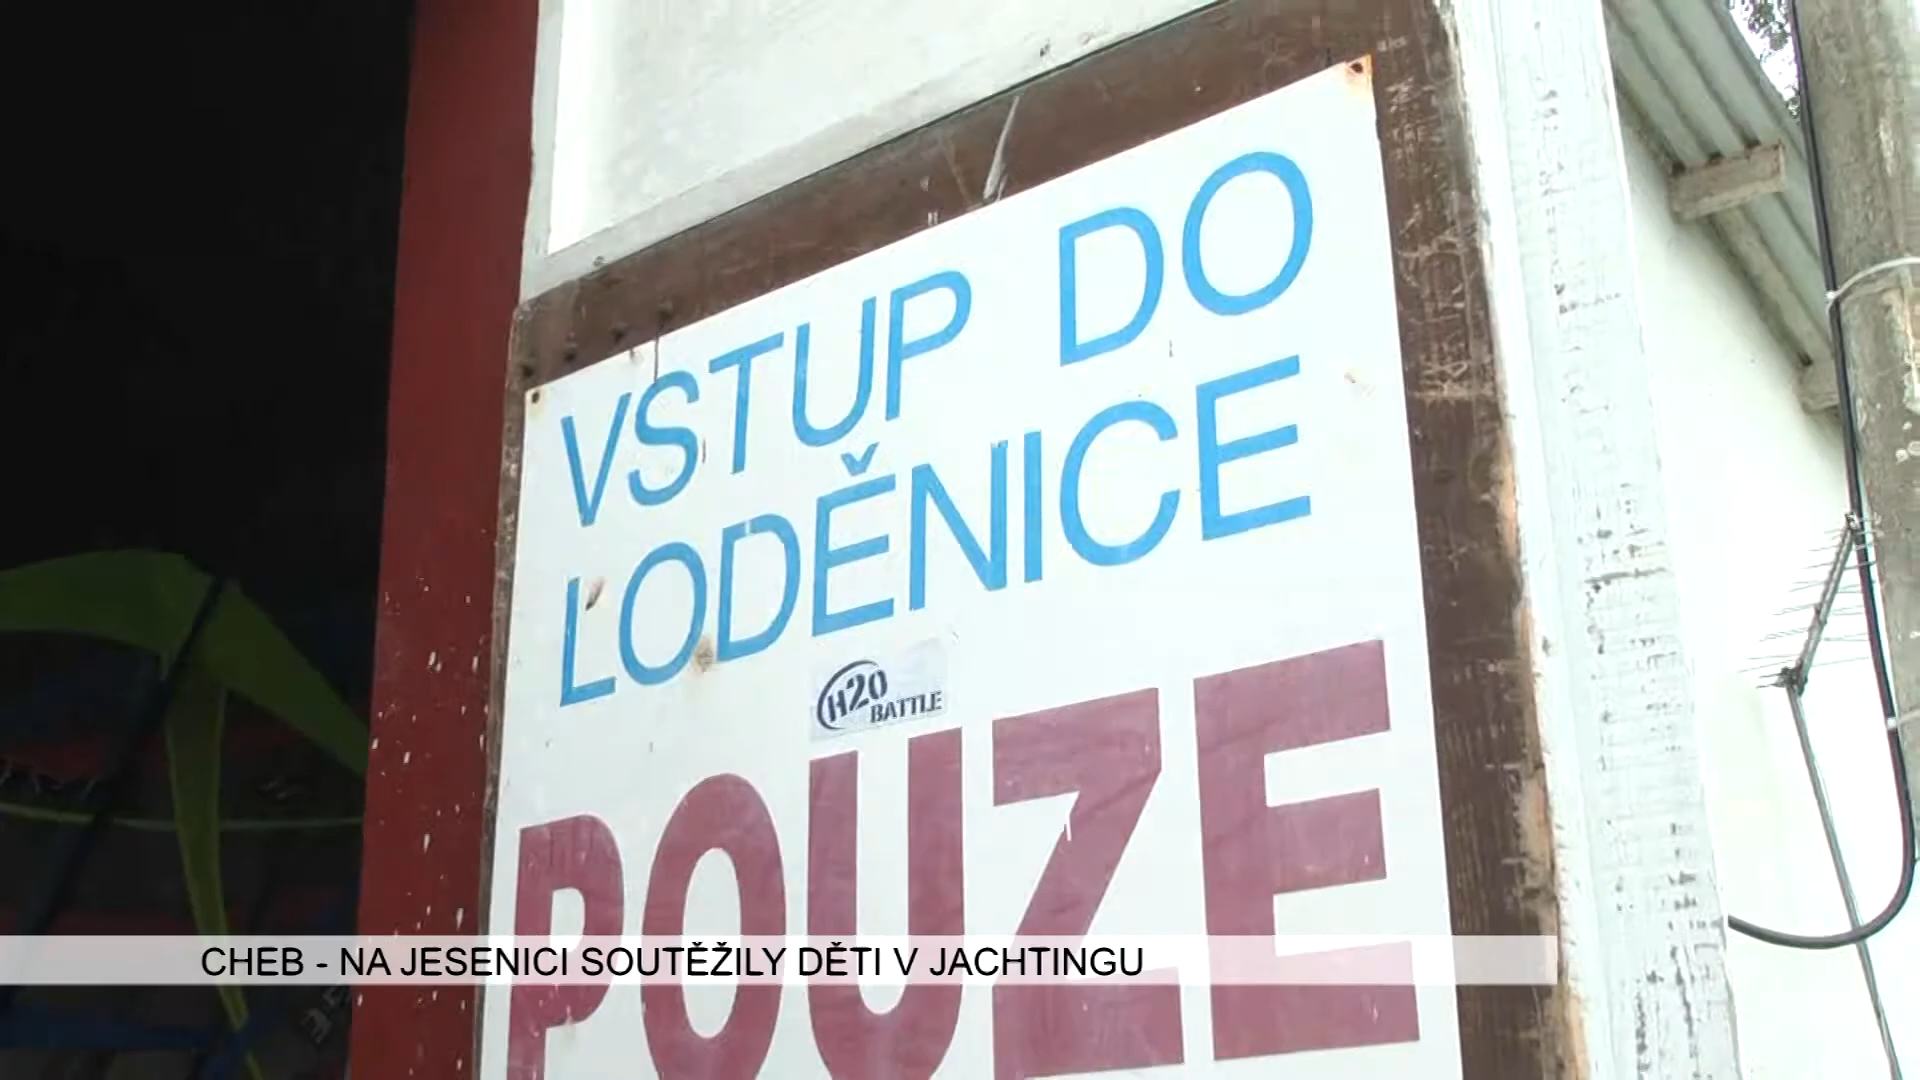 VSTUP DO
LODĚNICE
H2O
BATTLE
POUZE
CHEB - NA JESENICI SOUTĚŽILY DĚTI V JACHTINGU